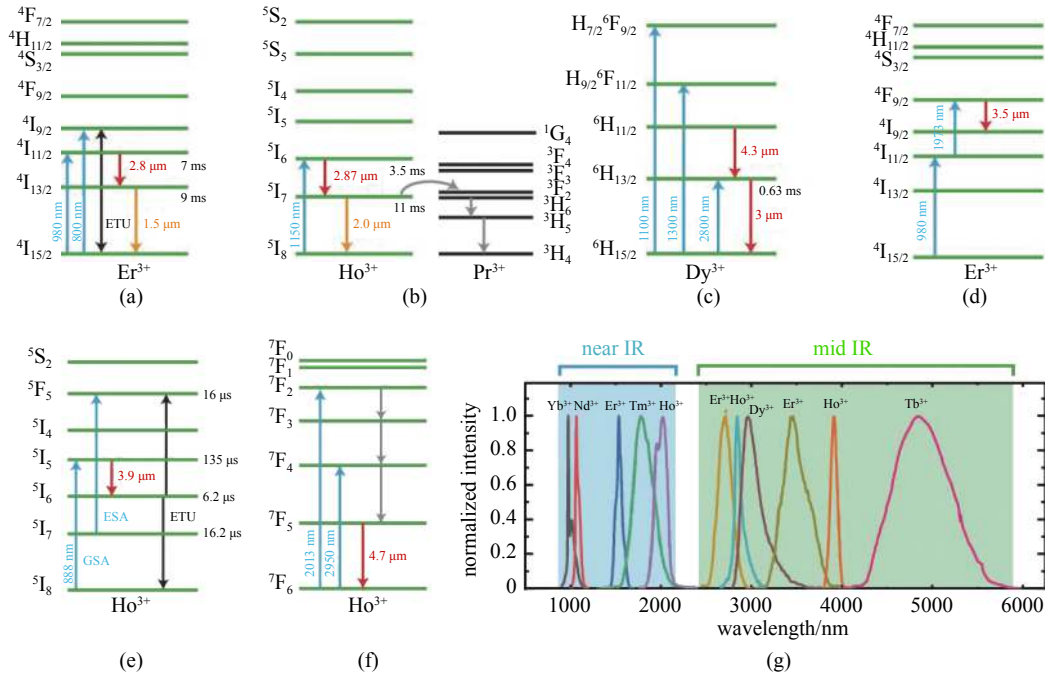 ⁴F₇/₂
⁴H₁₁/₂
⁴S₃/₂
⁴F₉/₂
⁴I₉/₂
⁴I₁₁/₂
⁴I₁₃/₂
⁴I₁₅/₂
980 nm
800 nm
ETU
2.8 μm
7 ms
9 ms
1.5 μm
Er³⁺
(a)
⁵S₂
⁵S₅
⁵I₄
⁵I₅
⁵I₆
⁵I₇
⁵I₈
1150 nm
2.87 μm
3.5 ms
11 ms
2.0 μm
¹G₄
³F₄
³F₃
³F₂
³H₆
³H₅
³H₄
Ho³⁺
Pr³⁺
(b)
H₇/₂⁶F₉/₂
H₉/₂⁶F₁₁/₂
⁶H₁₁/₂
⁶H₁₃/₂
⁶H₁₅/₂
1100 nm
1300 nm
2800 nm
4.3 μm
0.63 ms
3 μm
Dy³⁺
(c)
⁴F₇/₂
⁴H₁₁/₂
⁴S₃/₂
⁴F₉/₂
⁴I₉/₂
⁴I₁₁/₂
⁴I₁₃/₂
⁴I₁₅/₂
980 nm
1973 nm
3.5 μm
Er³⁺
(d)
⁵S₂
⁵F₅
⁵I₄
⁵I₅
⁵I₆
⁵I₇
⁵I₈
16 μs
135 μs
6.2 μs
16.2 μs
888 nm
GSA
ESA
3.9 μm
ETU
Ho³⁺
(e)
⁷F₀
⁷F₁
⁷F₂
⁷F₃
⁷F₄
⁷F₅
⁷F₆
2013 nm
2950 nm
4.7 μm
Ho³⁺
(f)
near IR
mid IR
Yb³⁺
Nd³⁺
Er³⁺
Tm³⁺
Ho³⁺
Er³⁺
Ho³⁺
Dy³⁺
Er³⁺
Ho³⁺
Tb³⁺
normalized intensity
1.0
0.8
0.6
0.4
0.2
0
1000
2000
3000
4000
5000
6000
wavelength/nm
(g)